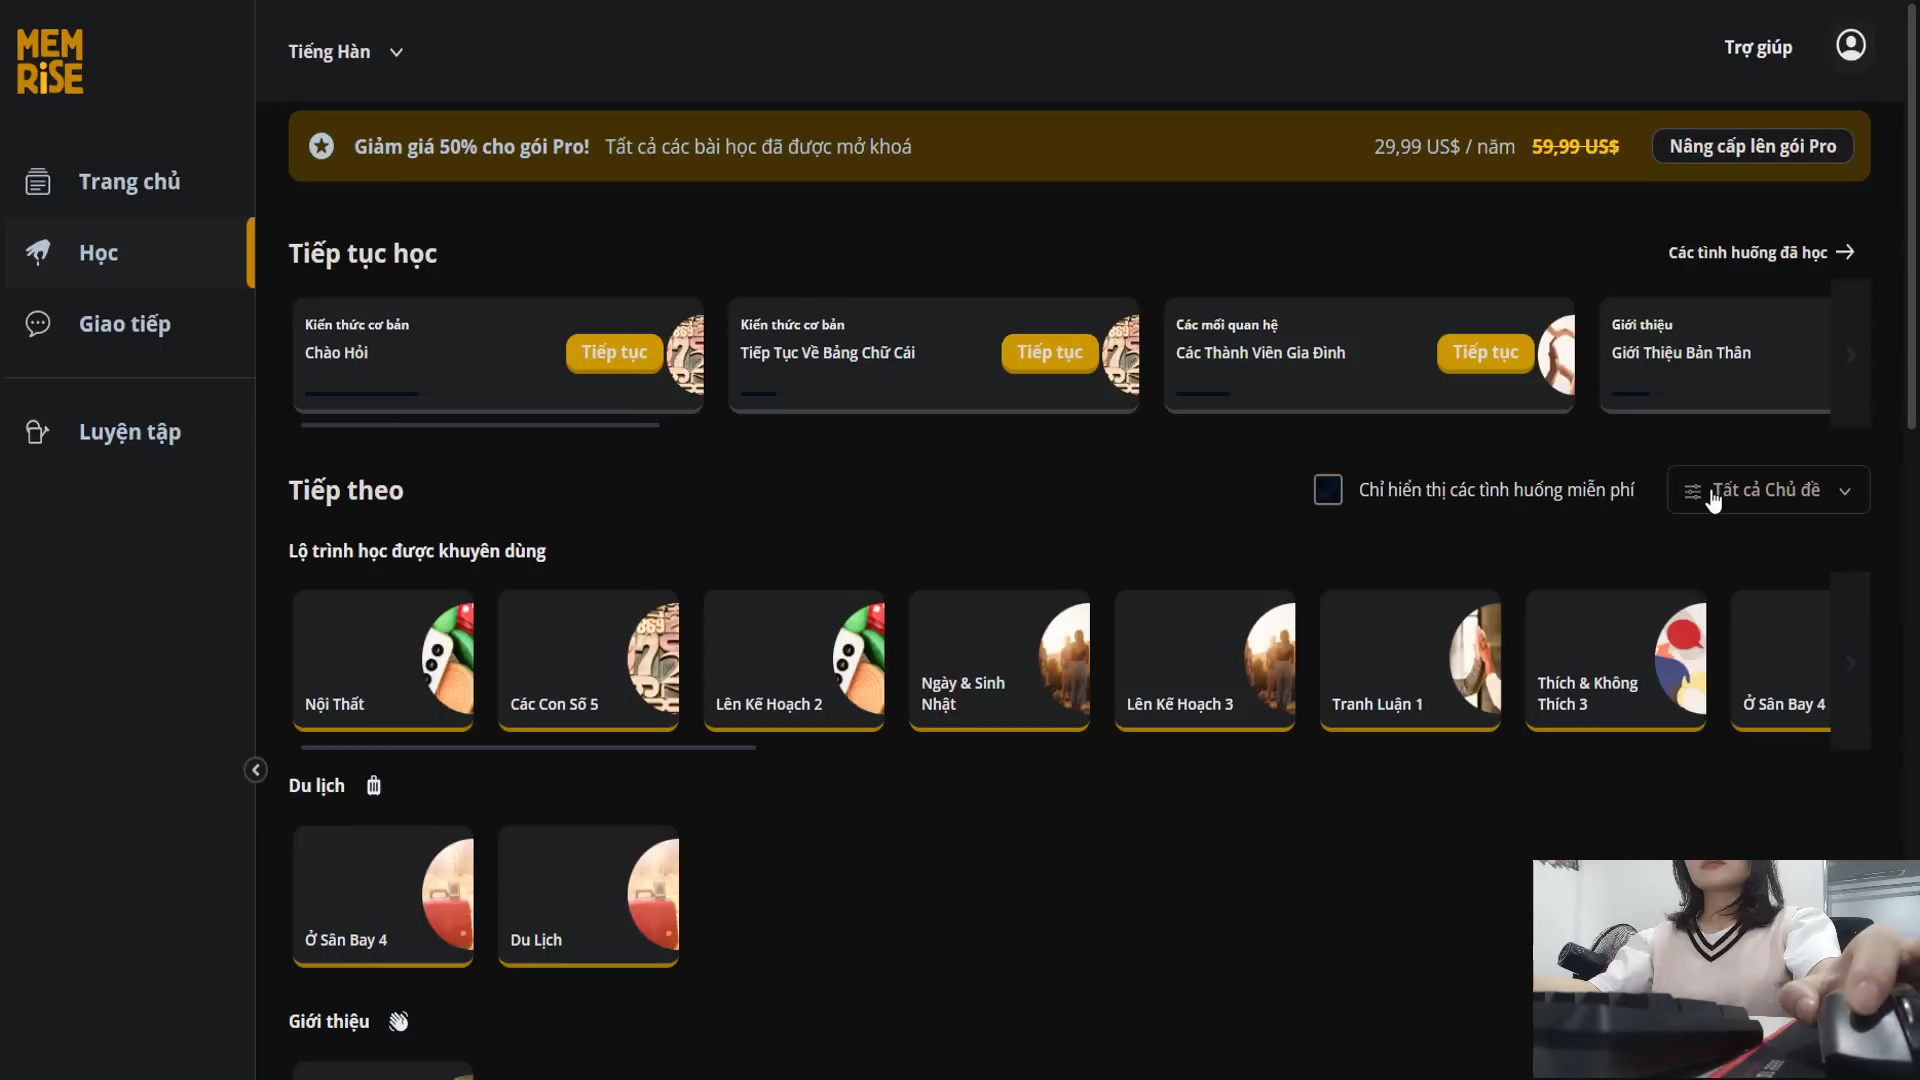 MEM
RiSE
Tiếng Hàn
Trợ giúp
Giảm giá 50% cho gói Pro! Tất cả các bài học đã được mở khoá
29,99 US$ / năm 59,99 US$
Nâng cấp lên gói Pro
Trang chủ
Học
Giao tiếp
Luyện tập
Tiếp tục học
Các tình huống đã học
Kiến thức cơ bản
Chào Hỏi
Tiếp tục
Kiến thức cơ bản
Tiếp Tục Về Bảng Chữ Cái
Tiếp tục
Các mối quan hệ
Các Thành Viên Gia Đình
Tiếp tục
Giới thiệu
Giới Thiệu Bản Thân
Tiếp theo
Chỉ hiển thị các tình huống miễn phí
Tất cả Chủ đề
Lộ trình học được khuyên dùng
Nội Thất
Các Con Số 5
Lên Kế Hoạch 2
Ngày & Sinh
Nhật
Lên Kế Hoạch 3
Tranh Luận 1
Thích & Không
Thích 3
Ở Sân Bay 4
Du lịch
Ở Sân Bay 4
Du Lịch
Giới thiệu